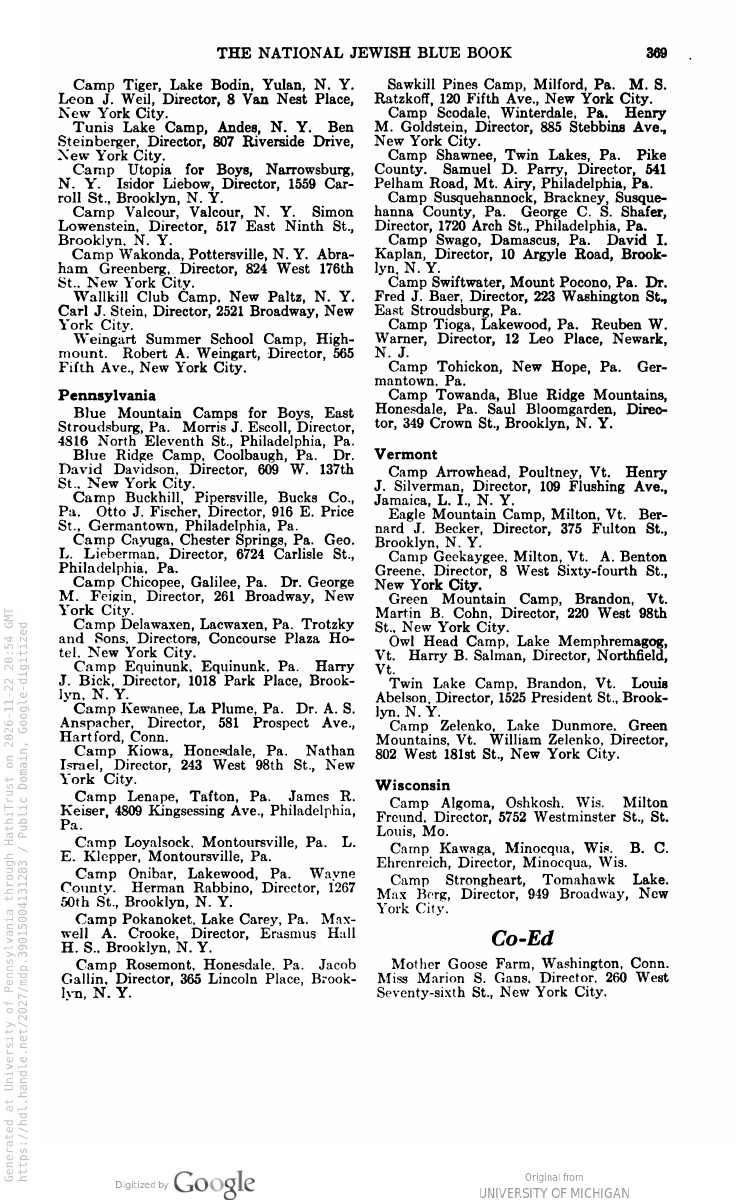 THE NATIONAL JEWISH BLUE BOOK 369
Camp Tiger, Lake Bodin, Yulan, N. Y.
Leon J. Weil, Director, 8 Van Nest Place,
New York City.
Tunis Lake Camp, Andes, N. Y. Ben
Steinberger, Director, 807 Riverside Drive,
New York City.
Camp Utopia for Boys, Narrowsburg,
N. Y. Isidor Liebow, Director, 1559 Car-
roll St., Brooklyn, N. Y.
Camp Valcour, Valcour, N. Y. Simon
Lowenstein, Director, 517 East Ninth St.,
Brooklyn, N. Y.
Camp Wakonda, Pottersville, N. Y. Abra-
ham Greenberg, Director, 824 West 176th
St., New York City.
Wallkill Club Camp, New Paltz, N. Y.
Carl J. Stein, Director, 2521 Broadway, New
York City.
Weingart Summer School Camp, High-
mount. Robert A. Weingart, Director, 565
Fifth Ave., New York City.
Pennsylvania
Blue Mountain Camps for Boys, East
Stroudsburg, Pa. Morris J. Escoll, Director,
4816 North Eleventh St., Philadelphia, Pa.
Blue Ridge Camp, Coolbaugh, Pa. Dr.
David Davidson, Director, 609 W. 137th
St., New York City.
Camp Buckhill, Pipersville, Bucks Co.,
Pa. Otto J. Fischer, Director, 916 E. Price
St., Germantown, Philadelphia, Pa.
Camp Cayuga, Chester Springs, Pa. Geo.
L. Lieberman, Director, 6724 Carlisle St.,
Philadelphia, Pa.
Camp Chicopee, Galilee, Pa. Dr. George
M. Feigin, Director, 261 Broadway, New
York City.
Camp Delawaxen, Lacwaxen, Pa. Trotzky
and Sons, Directors, Concourse Plaza Ho-
tel, New York City.
Camp Equinunk, Equinunk, Pa. Harry
J. Bick, Director, 1018 Park Place, Brook-
lyn, N. Y.
Camp Kewanee, La Plume, Pa. Dr. A. S.
Anspacher, Director, 581 Prospect Ave.,
Hartford, Conn.
Camp Kiowa, Honesdale, Pa. Nathan
Israel, Director, 243 West 98th St., New
York City.
Camp Lenape, Tafton, Pa. James R.
Keiser, 4809 Kingsessing Ave., Philadelphia,
Pa.
Camp Loyalsock, Montoursville, Pa. L.
E. Klepper, Montoursville, Pa.
Camp Onibar, Lakewood, Pa. Wayne
County. Herman Rabbino, Director, 1267
50th St., Brooklyn, N. Y.
Camp Pokanoket, Lake Carey, Pa. Max-
well A. Crooke, Director, Erasmus Hall
H. S., Brooklyn, N. Y.
Camp Rosemont, Honesdale, Pa. Jacob
Gallin, Director, 365 Lincoln Place, Brook-
lyn, N. Y.
Sawkill Pines Camp, Milford, Pa. M. S.
Ratzkoff, 120 Fifth Ave., New York City.
Camp Scodale, Winterdale, Pa. Henry
M. Goldstein, Director, 885 Stebbins Ave.,
New York City.
Camp Shawnee, Twin Lakes, Pa. Pike
County. Samuel D. Parry, Director, 541
Pelham Road, Mt. Airy, Philadelphia, Pa.
Camp Susquehannock, Brackney, Susque-
hanna County, Pa. George C. S. Shafer,
Director, 1720 Arch St., Philadelphia, Pa.
Camp Swago, Damascus, Pa. David I.
Kaplan, Director, 10 Argyle Road, Brook-
lyn, N. Y.
Camp Swiftwater, Mount Pocono, Pa. Dr.
Fred J. Baer, Director, 223 Washington St.,
East Stroudsburg, Pa.
Camp Tioga, Lakewood, Pa. Reuben W.
Warner, Director, 12 Leo Place, Newark,
N. J.
Camp Tohickon, New Hope, Pa. Ger-
mantown, Pa.
Camp Towanda, Blue Ridge Mountains,
Honesdale, Pa. Saul Bloomgarden, Direc-
tor, 349 Crown St., Brooklyn, N. Y.
Vermont
Camp Arrowhead, Poultney, Vt. Henry
J. Silverman, Director, 109 Flushing Ave.,
Jamaica, L. I., N. Y.
Eagle Mountain Camp, Milton, Vt. Ber-
nard J. Becker, Director, 375 Fulton St.,
Brooklyn, N. Y.
Camp Geekaygee, Milton, Vt. A. Benton
Greene, Director, 8 West Sixty-fourth St.,
New York City.
Green Mountain Camp, Brandon, Vt.
Martin B. Cohn, Director, 220 West 98th
St., New York City.
Owl Head Camp, Lake Memphremagog,
Vt. Harry B. Salman, Director, Northfield,
Vt.
Twin Lake Camp, Brandon, Vt. Louis
Abelson, Director, 1525 President St., Brook-
lyn, N. Y.
Camp Zelenko, Lake Dunmore, Green
Mountains, Vt. William Zelenko, Director,
802 West 181st St., New York City.
Wisconsin
Camp Algoma, Oshkosh, Wis. Milton
Freund, Director, 5752 Westminster St., St.
Louis, Mo.
Camp Kawaga, Minocqua, Wis. B. C.
Ehrenreich, Director, Minocqua, Wis.
Camp Strongheart, Tomahawk Lake.
Max Berg, Director, 949 Broadway, New
York City.
Co-Ed
Mother Goose Farm, Washington, Conn.
Miss Marion S. Gans, Director, 260 West
Seventy-sixth St., New York City.
Generated at University of Pennsylvania through HathiTrust on 2026-11-22 20:54 GMT
https://hdl.handle.net/2027/mdp.39015004131283 / Public Domain, Google-digitized
Digitized by Google
Original from
UNIVERSITY OF MICHIGAN